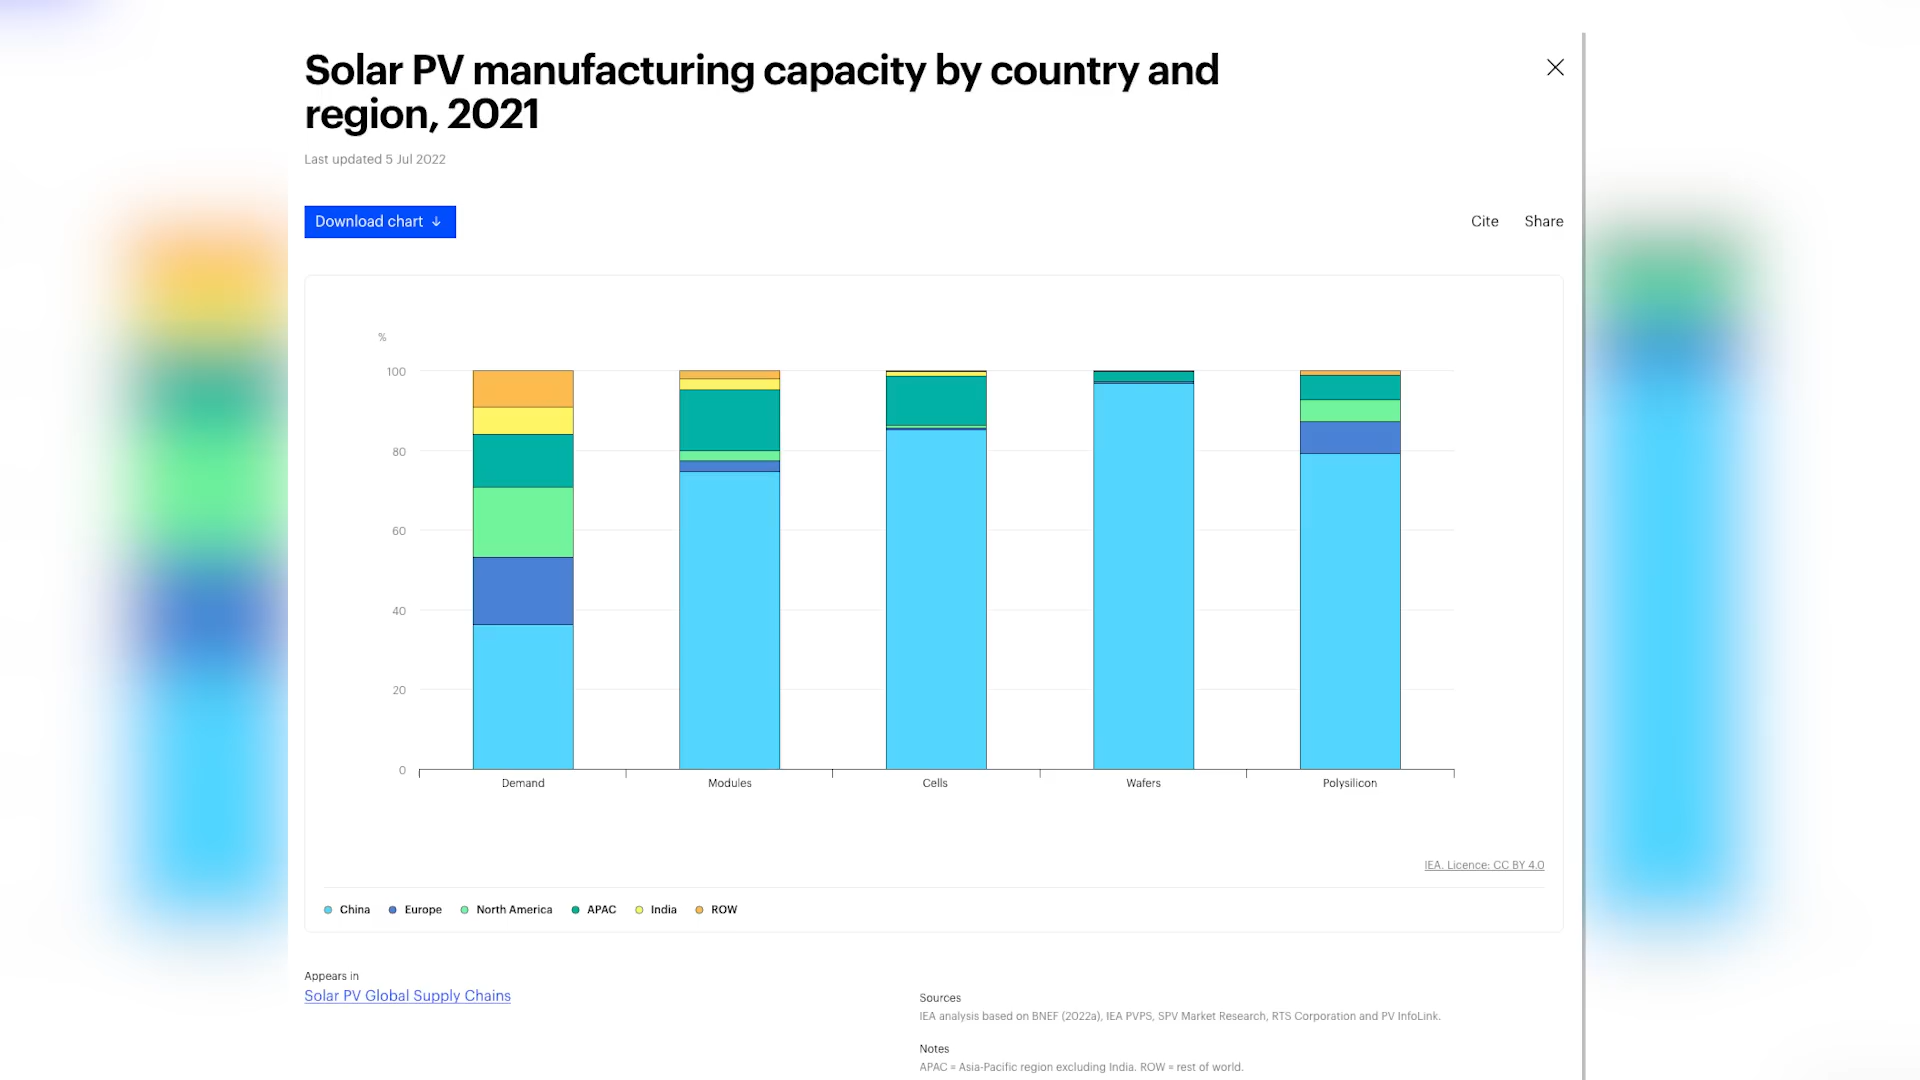 Solar PV manufacturing capacity by country and
region, 2021
Last updated 5 Jul 2022
Download chart ↓
Cite Share
%
100
80
60
40
20
0
Demand Modules Cells Wafers Polysilicon
IEA. Licence: CC BY 4.0
China Europe North America APAC India ROW
Appears in
Solar PV Global Supply Chains
Sources
IEA analysis based on BNEF (2022a), IEA PVPS, SPV Market Research, RTS Corporation and PV InfoLink.
Notes
APAC = Asia-Pacific region excluding India. ROW = rest of world.